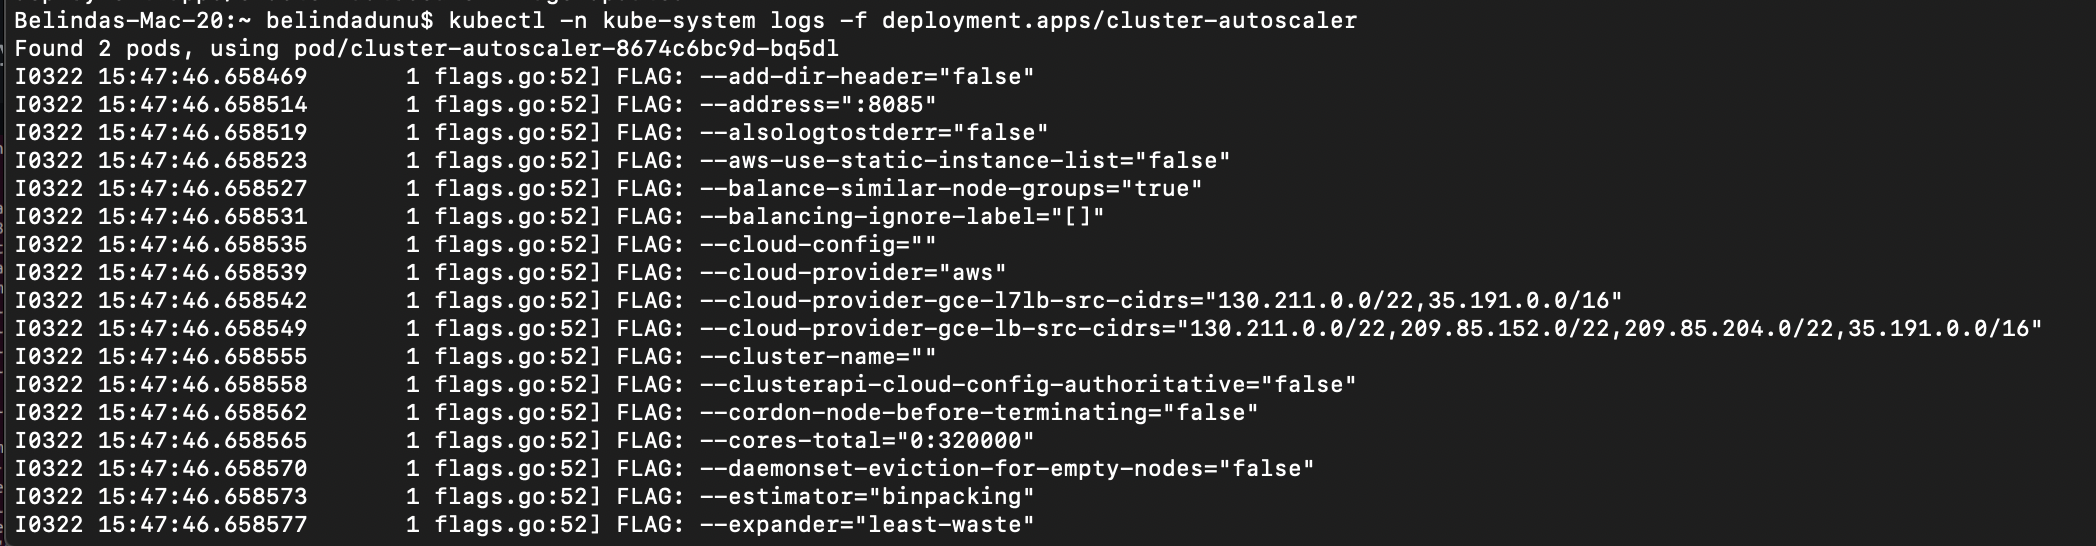 Belindas-Mac-20:~ belindadunu$ kubectl -n kube-system logs -f deployment.apps/cluster-autoscaler
Found 2 pods, using pod/cluster-autoscaler-8674c6bc9d-bq5dl
I0322 15:47:46.658469       1 flags.go:52] FLAG: --add-dir-header="false"
I0322 15:47:46.658514       1 flags.go:52] FLAG: --address=":8085"
I0322 15:47:46.658519       1 flags.go:52] FLAG: --alsologtostderr="false"
I0322 15:47:46.658523       1 flags.go:52] FLAG: --aws-use-static-instance-list="false"
I0322 15:47:46.658527       1 flags.go:52] FLAG: --balance-similar-node-groups="true"
I0322 15:47:46.658531       1 flags.go:52] FLAG: --balancing-ignore-label="[]"
I0322 15:47:46.658535       1 flags.go:52] FLAG: --cloud-config=""
I0322 15:47:46.658539       1 flags.go:52] FLAG: --cloud-provider="aws"
I0322 15:47:46.658542       1 flags.go:52] FLAG: --cloud-provider-gce-l7lb-src-cidrs="130.211.0.0/22,35.191.0.0/16"
I0322 15:47:46.658549       1 flags.go:52] FLAG: --cloud-provider-gce-lb-src-cidrs="130.211.0.0/22,209.85.152.0/22,209.85.204.0/22,35.191.0.0/16"
I0322 15:47:46.658555       1 flags.go:52] FLAG: --cluster-name=""
I0322 15:47:46.658558       1 flags.go:52] FLAG: --clusterapi-cloud-config-authoritative="false"
I0322 15:47:46.658562       1 flags.go:52] FLAG: --cordon-node-before-terminating="false"
I0322 15:47:46.658565       1 flags.go:52] FLAG: --cores-total="0:320000"
I0322 15:47:46.658570       1 flags.go:52] FLAG: --daemonset-eviction-for-empty-nodes="false"
I0322 15:47:46.658573       1 flags.go:52] FLAG: --estimator="binpacking"
I0322 15:47:46.658577       1 flags.go:52] FLAG: --expander="least-waste"